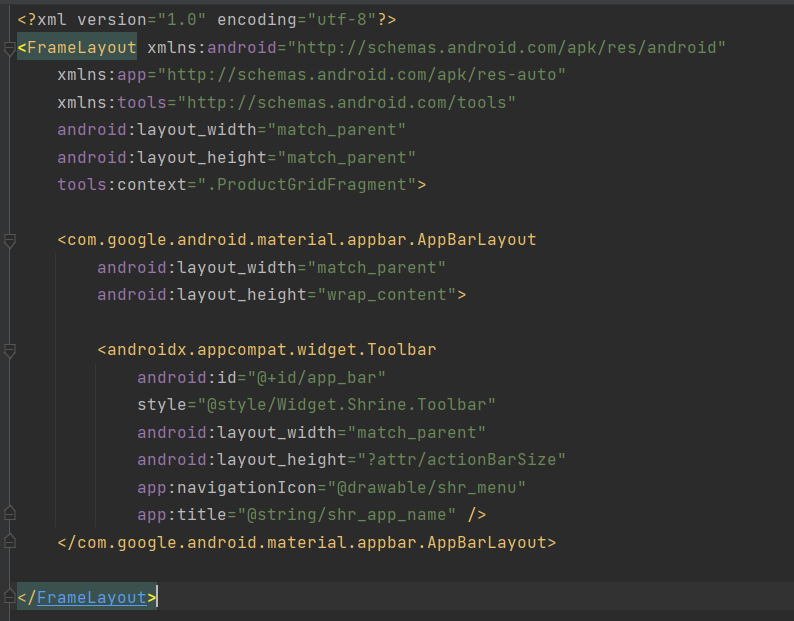 <?xml version="1.0" encoding="utf-8"?>
<FrameLayout xmlns:android="http://schemas.android.com/apk/res/android"
    xmlns:app="http://schemas.android.com/apk/res-auto"
    xmlns:tools="http://schemas.android.com/tools"
    android:layout_width="match_parent"
    android:layout_height="match_parent"
    tools:context=".ProductGridFragment">

    <com.google.android.material.appbar.AppBarLayout
        android:layout_width="match_parent"
        android:layout_height="wrap_content">

        <androidx.appcompat.widget.Toolbar
            android:id="@+id/app_bar"
            style="@style/Widget.Shrine.Toolbar"
            android:layout_width="match_parent"
            android:layout_height="?attr/actionBarSize"
            app:navigationIcon="@drawable/shr_menu"
            app:title="@string/shr_app_name" />
    </com.google.android.material.appbar.AppBarLayout>

</FrameLayout>